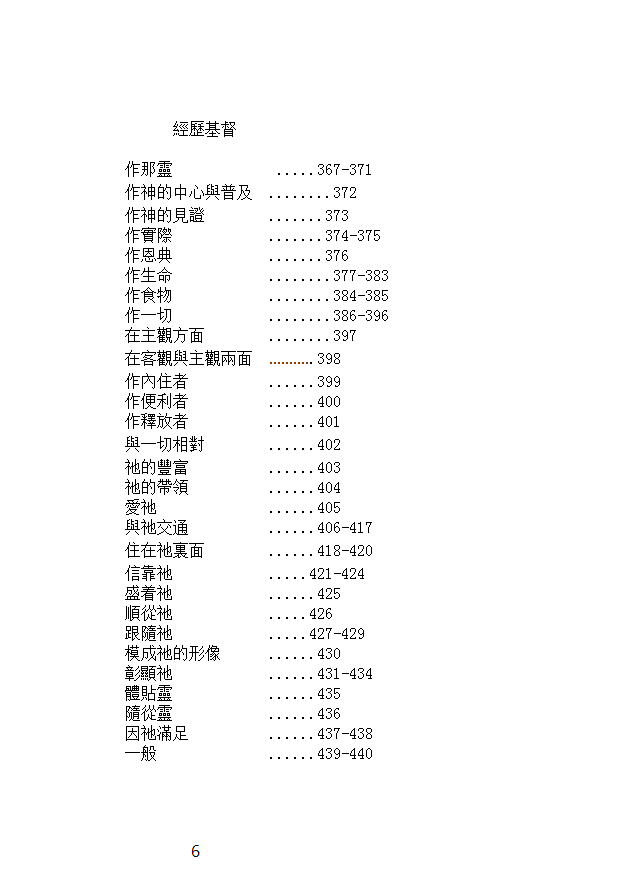 經歷基督
作那靈 .....367-371
作神的中心與普及 ........372
作神的見證 .......373
作實際 .......374-375
作恩典 .......376
作生命 ........377-383
作食物 ........384-385
作一切 ........386-396
在主觀方面 ........397
在客觀與主觀兩面 ...........398
作內住者 ......399
作便利者 ......400
作釋放者 ......401
與一切相對 ......402
祂的豐富 ......403
祂的帶領 ......404
愛祂 ......405
與祂交通 ......406-417
住在祂裏面 ......418-420
信靠祂 .....421-424
盛着祂 ......425
順從祂 .....426
跟隨祂 .....427-429
模成祂的形像 ......430
彰顯祂 ......431-434
體貼靈 ......435
隨從靈 ......436
因祂滿足 ......437-438
一般 ......439-440
6